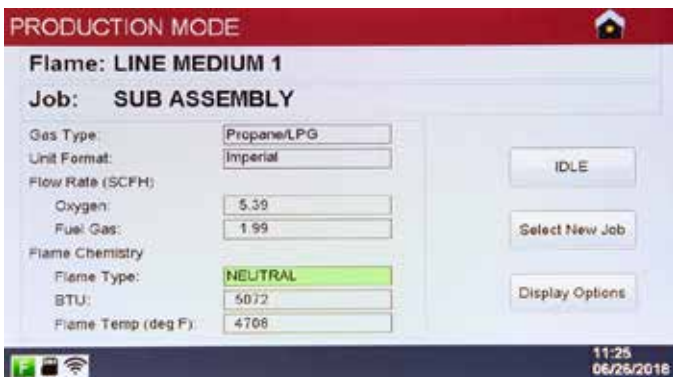 PRODUCTION MODE
Flame: LINE MEDIUM 1
Job: SUB ASSEMBLY
Gas Type: Propane/LPG
Unit Format: Imperial
IDLE
Flow Rate (SCFH)
Oxygen: 5.39
Fuel Gas: 1.99
Select New Job
Flame Chemistry
Flame Type: NEUTRAL
BTU: 5072
Display Options
Flame Temp (deg F): 4706
F
11:25
06/26/2018